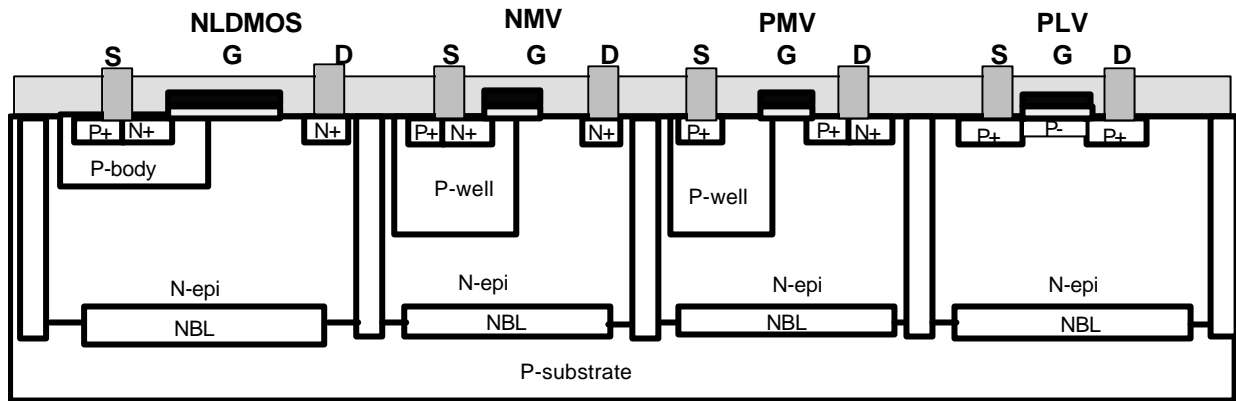 NLDMOS NMV PMV PLV
S G D S G D S G D S G D
P+ N+ N+ P+ N+ N+ P+ P+ N+ P+ P- P+
P-body
P-well P-well
N-epi N-epi N-epi N-epi
NBL NBL NBL NBL
P-substrate